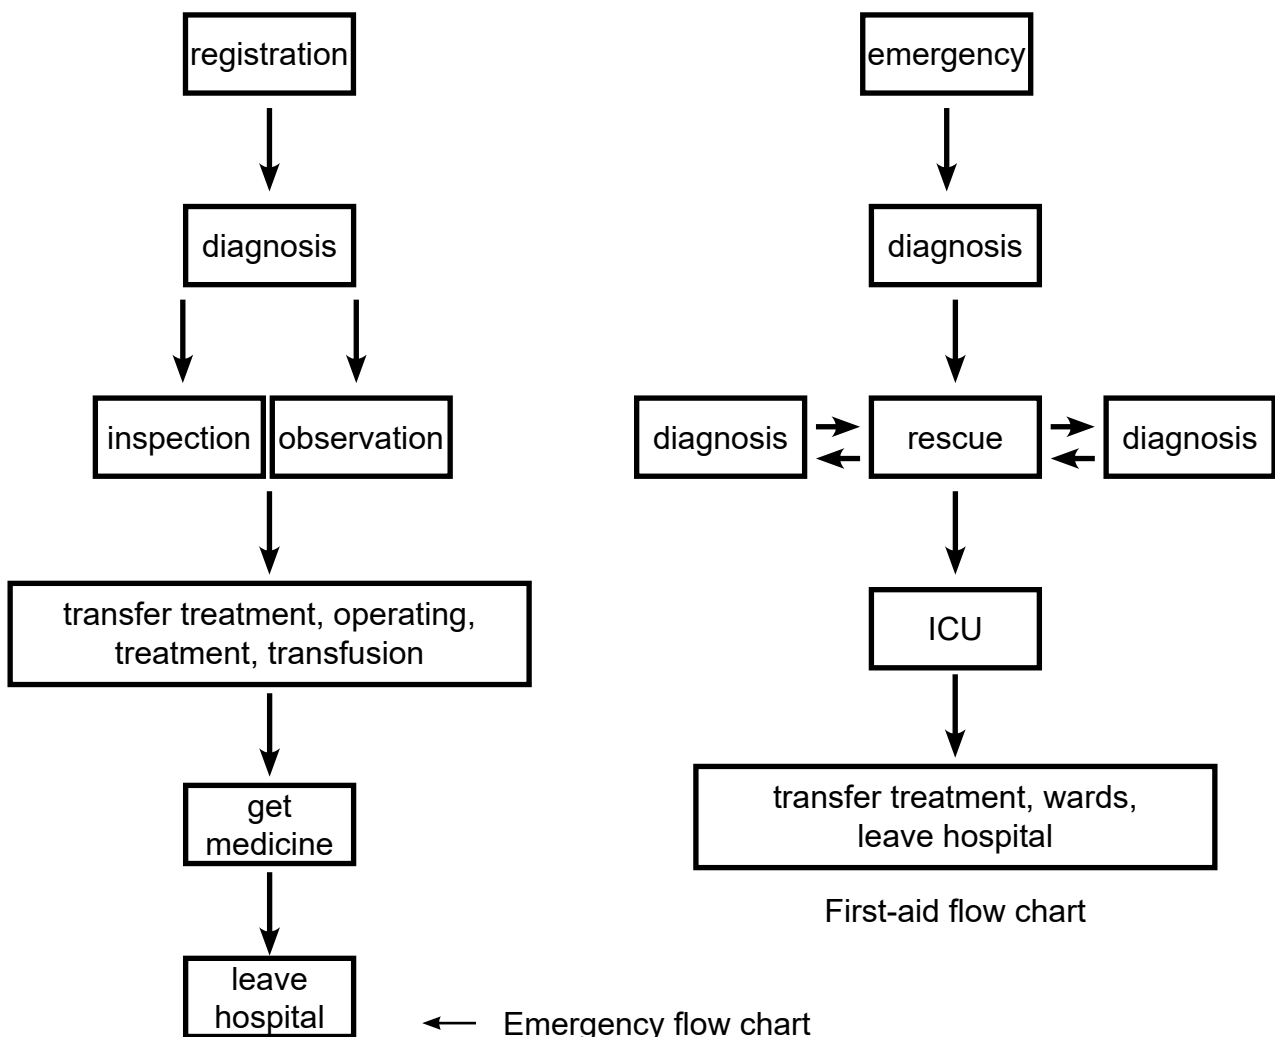 registration
diagnosis
inspection
observation
transfer treatment, operating,
treatment, transfusion
get
medicine
leave
hospital
Emergency flow chart
emergency
diagnosis
diagnosis
rescue
diagnosis
ICU
transfer treatment, wards,
leave hospital
First-aid flow chart